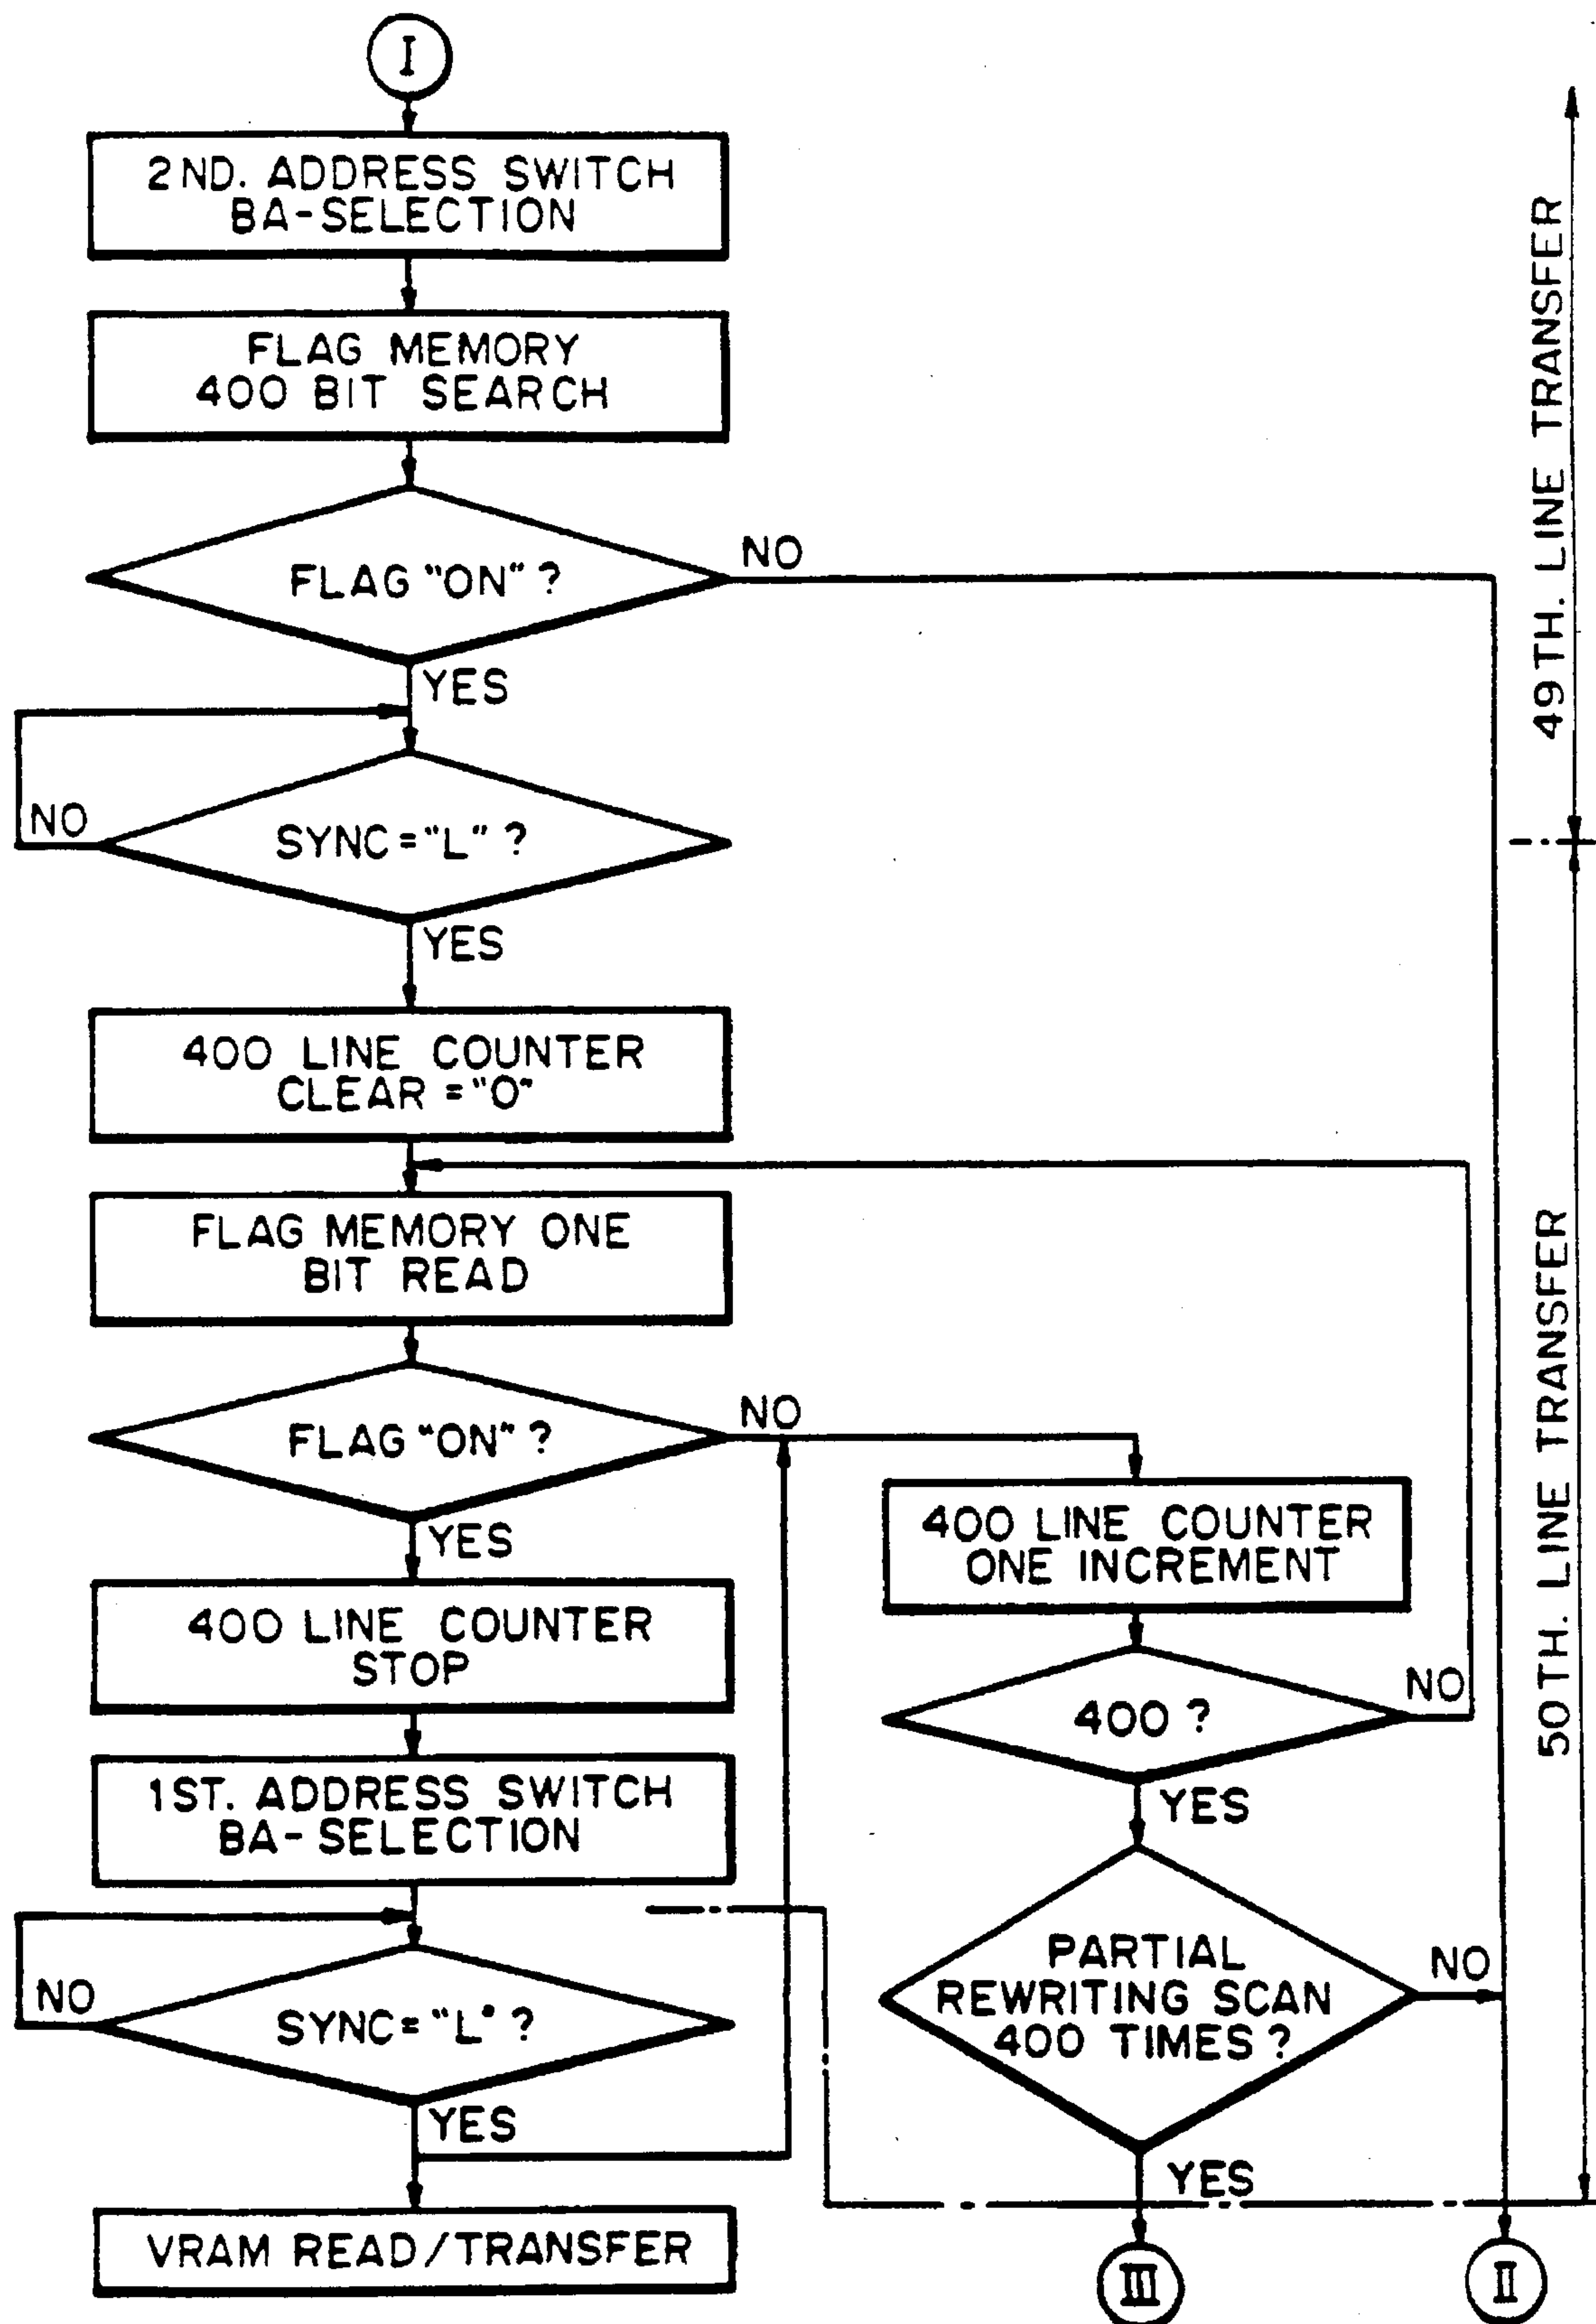 I
2ND. ADDRESS SWITCH
BA-SELECTION
FLAG MEMORY
400 BIT SEARCH
FLAG "ON" ?
NO
YES
NO
SYNC = "L" ?
YES
49TH. LINE TRANSFER
400 LINE COUNTER
CLEAR = "0"
FLAG MEMORY ONE
BIT READ
FLAG "ON" ?
NO
YES
400 LINE COUNTER
ONE INCREMENT
400 LINE COUNTER
STOP
400 ?
NO
YES
1ST. ADDRESS SWITCH
BA-SELECTION
50TH. LINE TRANSFER
PARTIAL
REWRITING SCAN
400 TIMES ?
NO
NO
SYNC = "L" ?
YES
YES
VRAM READ/TRANSFER
III
II